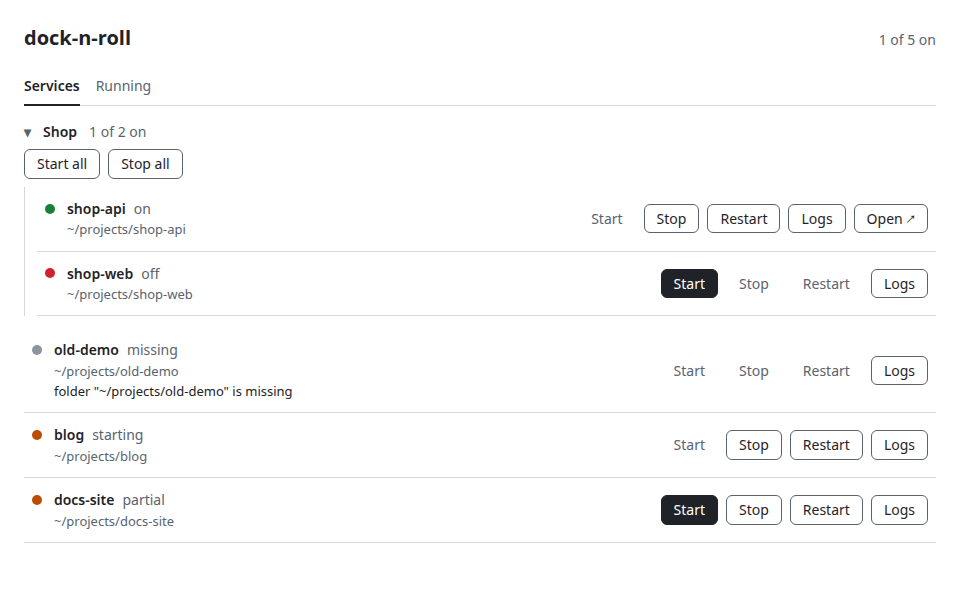 dock-n-roll
1 of 5 on
Services Running
▼ Shop 1 of 2 on
Start all Stop all
shop-api on
~/projects/shop-api
Start Stop Restart Logs Open ↗
shop-web off
~/projects/shop-web
Start Stop Restart Logs
old-demo missing
~/projects/old-demo
folder "~/projects/old-demo" is missing
Start Stop Restart Logs
blog starting
~/projects/blog
Start Stop Restart Logs
docs-site partial
~/projects/docs-site
Start Stop Restart Logs